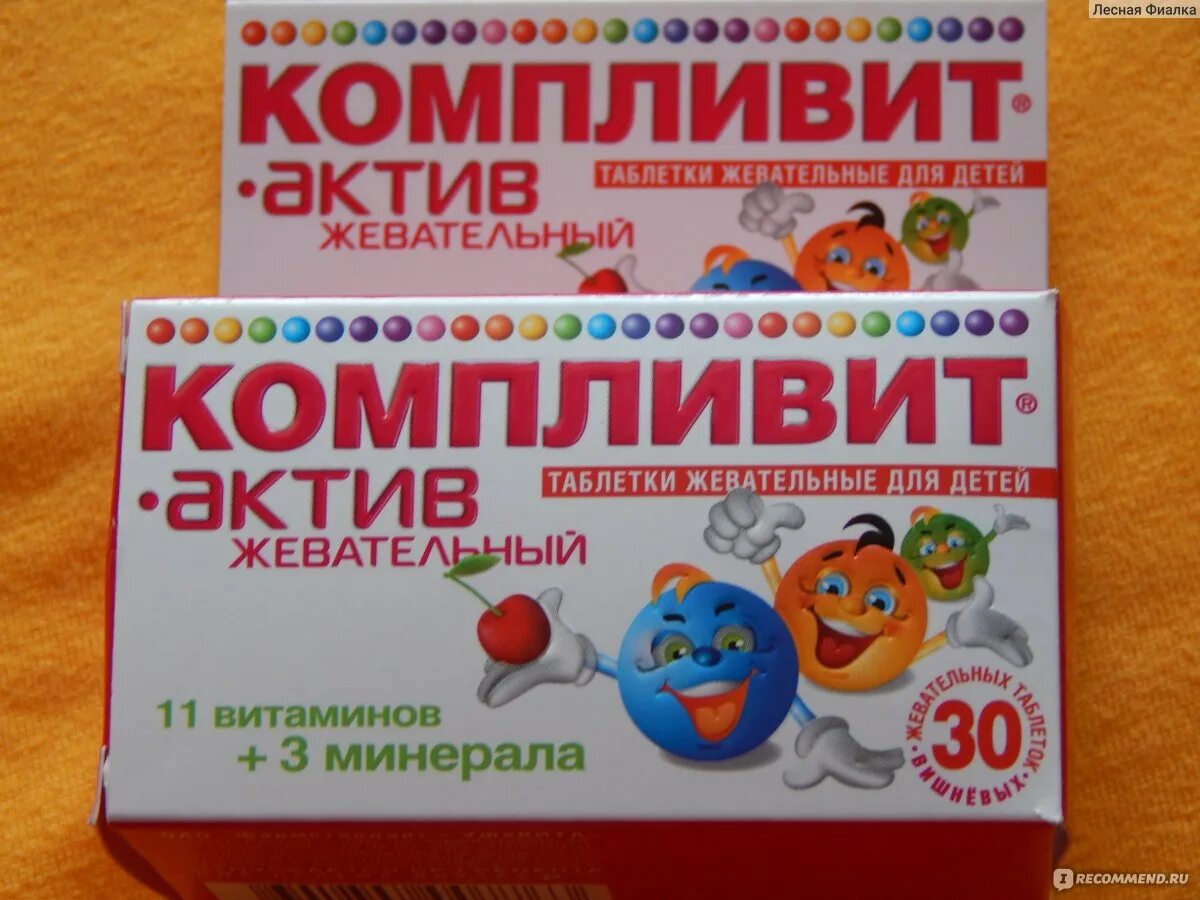 Лесная Фиалка
КОМПЛИВИТ®
ТАБЛЕТКИ ЖЕВАТЕЛЬНЫЕ ДЛЯ ДЕТЕЙ
•АКТИВ
ЖЕВАТЕЛЬНЫЙ
КОМПЛИВИТ®
ТАБЛЕТКИ ЖЕВАТЕЛЬНЫЕ ДЛЯ ДЕТЕЙ
•АКТИВ
ЖЕВАТЕЛЬНЫЙ
11 витаминов
+ 3 минерала
ЖЕВАТЕЛЬНЫХ ТАБЛЕТОК
30
•ВИШНЁВЫХ•
IRECOMMEND.RU